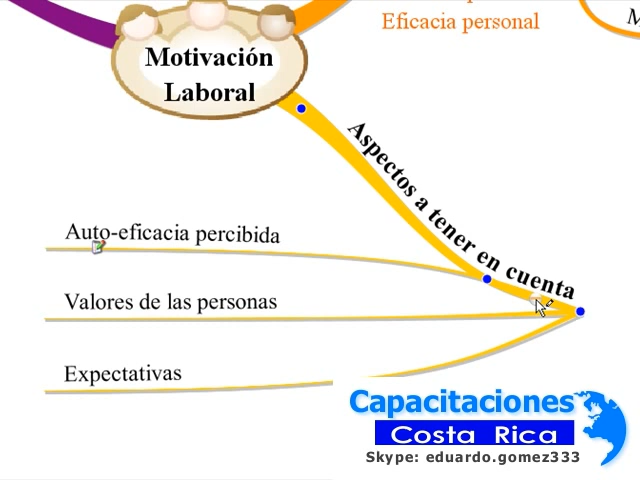 Eficacia personal
M
Motivación
Laboral
Aspectos a tener en cuenta
Auto-eficacia percibida
Valores de las personas
Expectativas
Capacitaciones
Costa Rica
Skype: eduardo.gomez333